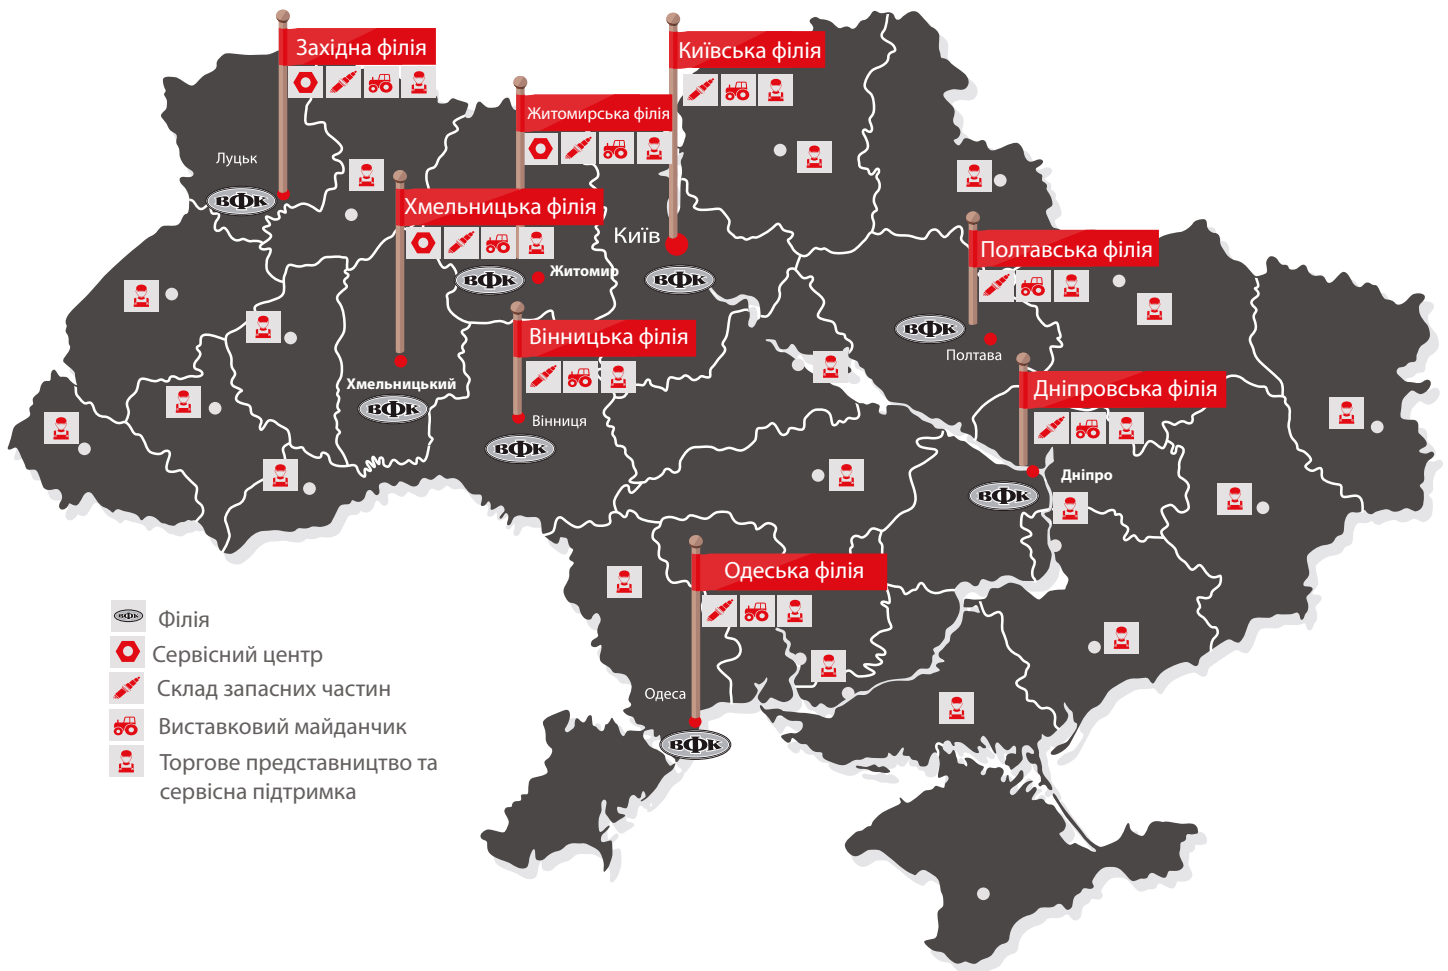 Західна філія
Київська філія
Житомирська філія
Луцьк
ВФК
Хмельницька філія
Київ
Полтавська філія
Житомир
ВФК
ВФК
Вінницька філія
ВФК
Полтава
Хмельницький
Дніпровська філія
ВФК
Вінниця
ВФК
Дніпро
ВФК
Одеська філія
ВФК Філія
Сервісний центр
Склад запасних частин
Одеса
Виставковий майданчик
ВФК
Торгове представництво та
сервісна підтримка